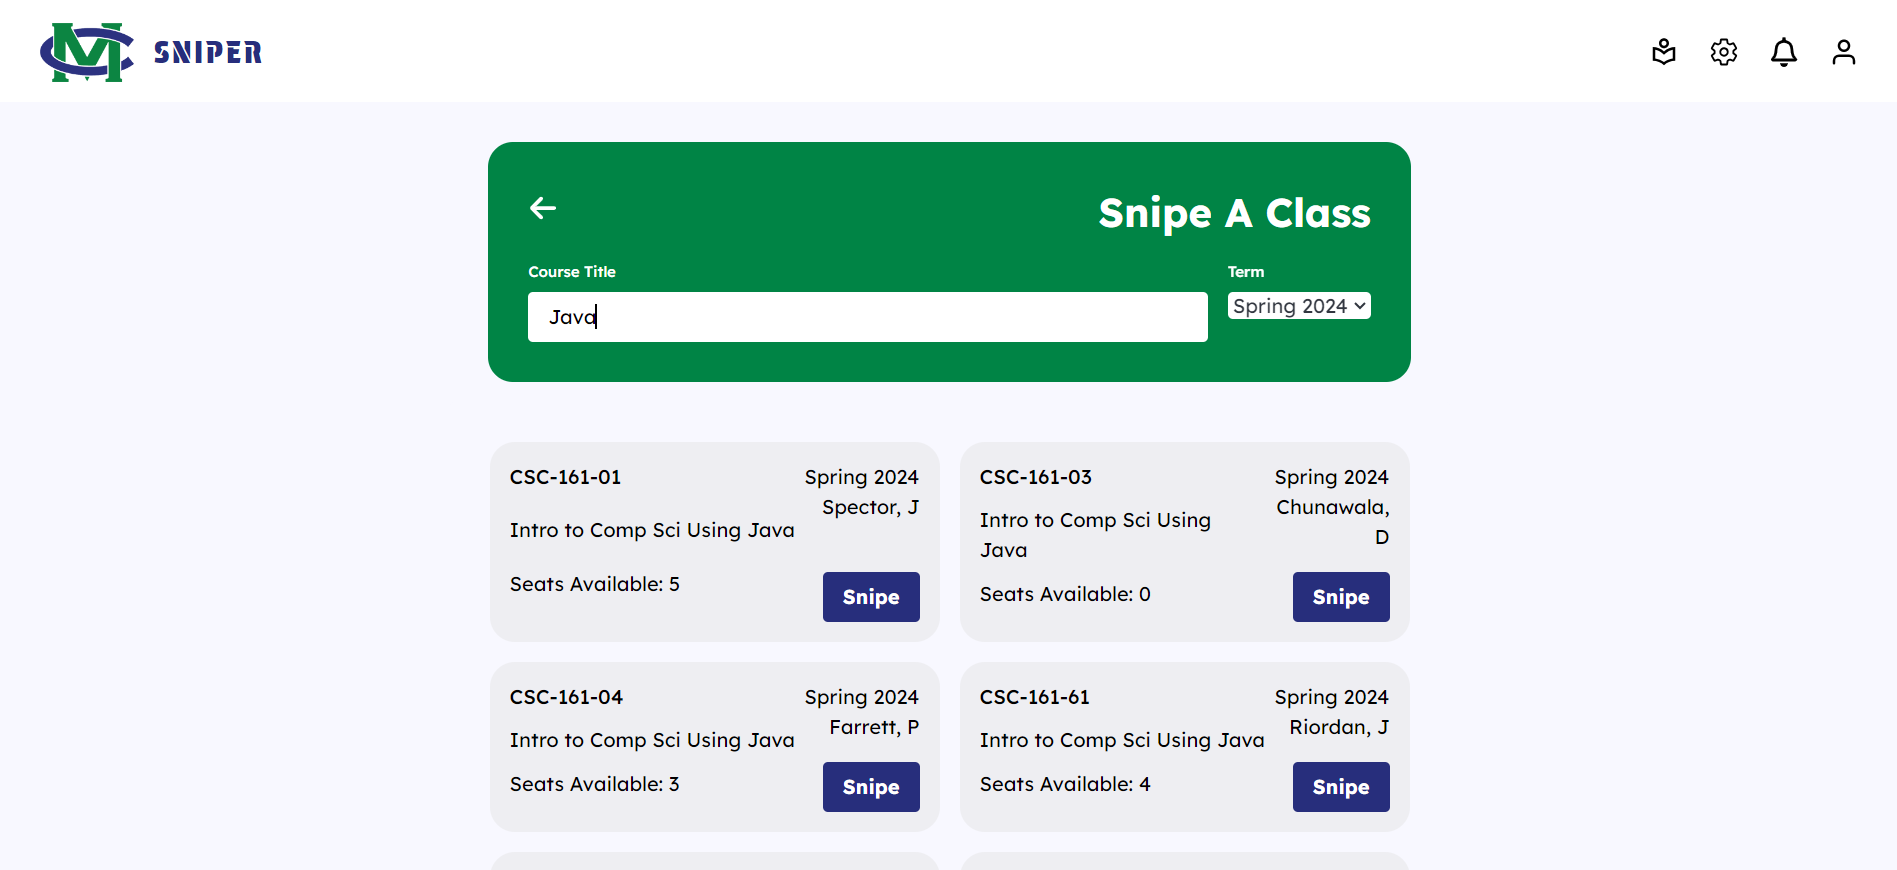 MC SNIPER
Snipe A Class
Course Title
Term
Java
Spring 2024
CSC-161-01
Spring 2024
Spector, J
Intro to Comp Sci Using Java
Seats Available: 5
Snipe
CSC-161-03
Spring 2024
Chunawala,
D
Intro to Comp Sci Using
Java
Seats Available: 0
Snipe
CSC-161-04
Spring 2024
Farrett, P
Intro to Comp Sci Using Java
Seats Available: 3
Snipe
CSC-161-61
Spring 2024
Riordan, J
Intro to Comp Sci Using Java
Seats Available: 4
Snipe